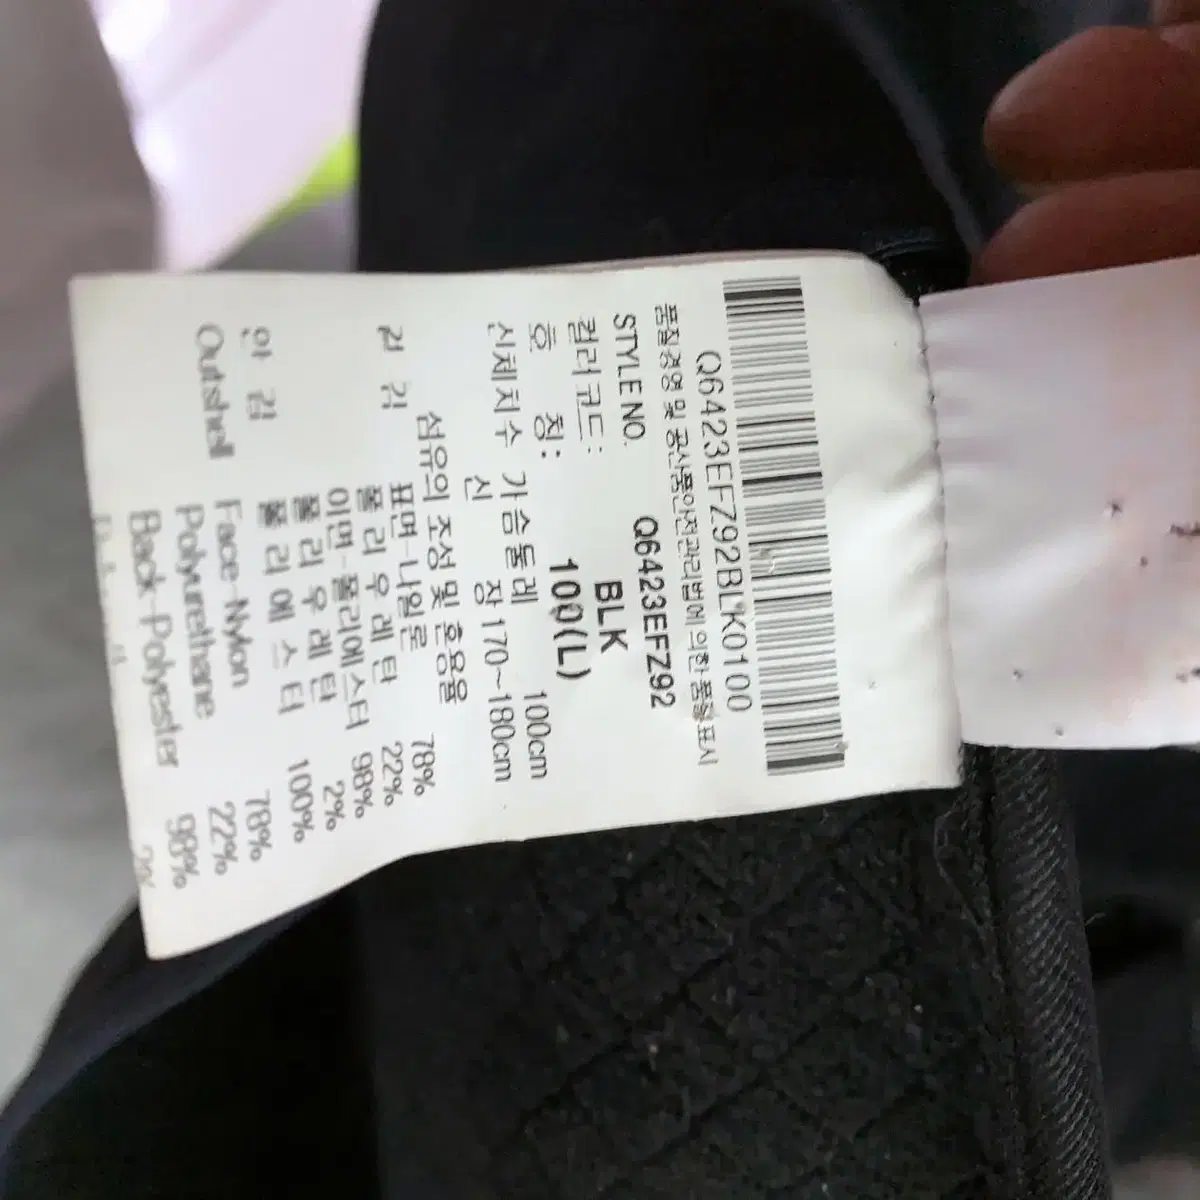 Q6423EFZ92BLK0100
품질경영 및 공산품안전관리법에 의한 품질표시
STYLE NO. Q6423EFZ92
컬러코드: BLK
호 칭: 100(L)
신체치수 가슴둘레 100cm
신 장 170~180cm
섬유의 조성 및 혼용율
겉 감 표면-나일론 78%
폴리우레탄 22%
이면-폴리에스터 98%
폴리우레탄 2%
안 감 폴리에스터 100%
Outshell Face-Nylon 78%
Polyurethane 22%
Back-Polyester 98%
2%